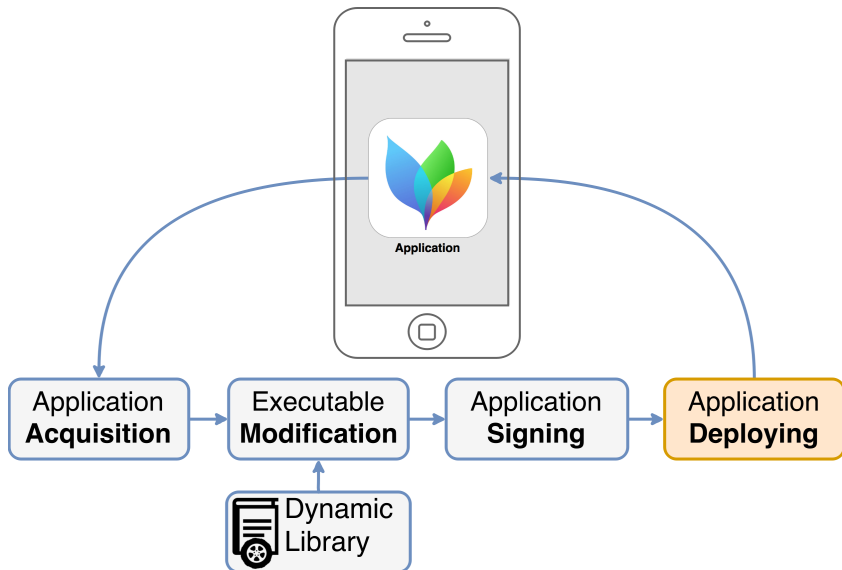 Application
Application
Acquisition
Executable
Modification
Application
Signing
Application
Deploying
Dynamic
Library